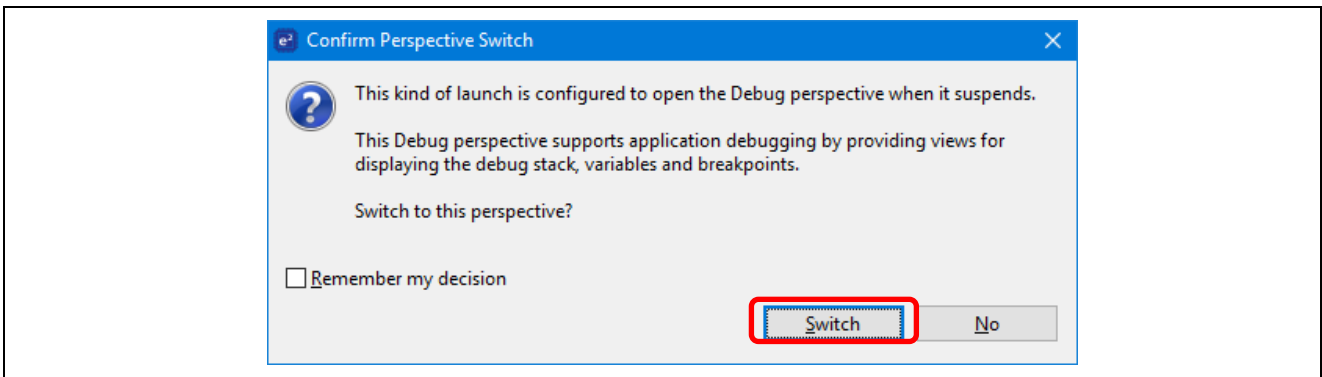 e² Confirm Perspective Switch
This kind of launch is configured to open the Debug perspective when it suspends.
This Debug perspective supports application debugging by providing views for
displaying the debug stack, variables and breakpoints.
Switch to this perspective?
Remember my decision
Switch No